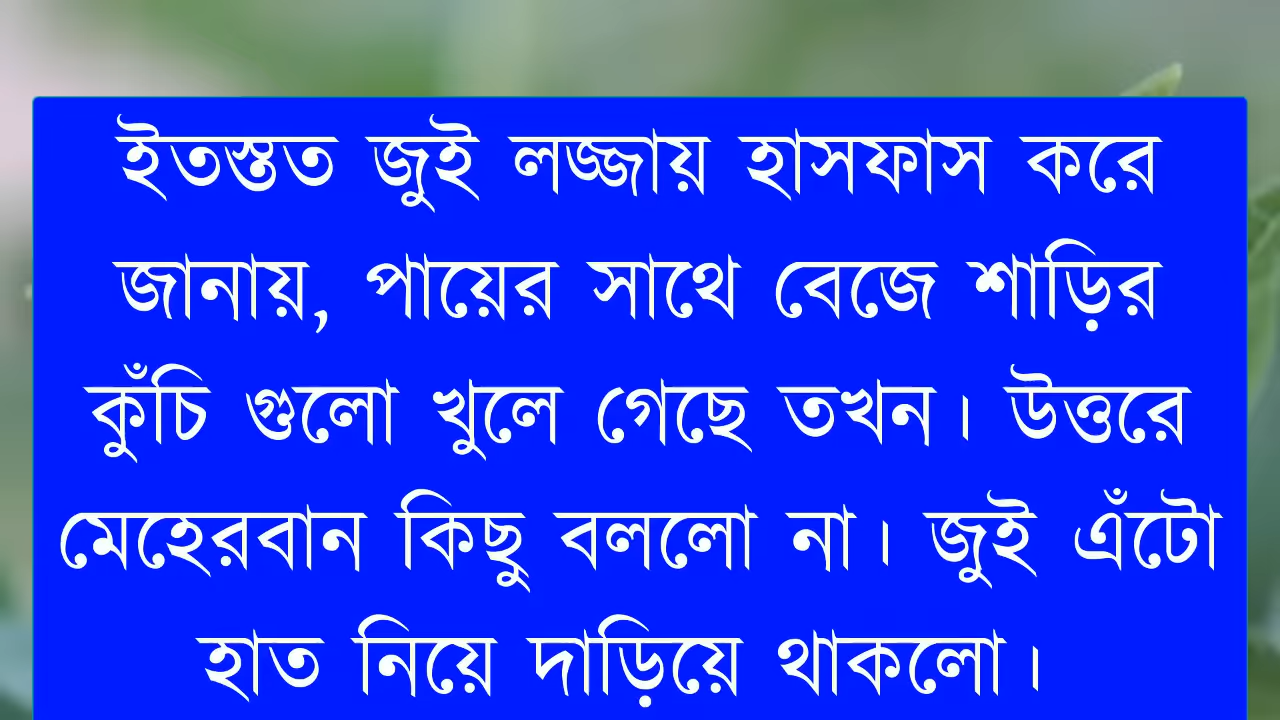 ইতস্তত জুই লজ্জায় হাসফাস করে
জানায়, পায়ের সাথে বেজে শাড়ির
কুঁচি গুলো খুলে গেছে তখন। উত্তরে
মেহেরবান কিছু বললো না। জুই এঁটো
হাত নিয়ে দাড়িয়ে থাকলো।